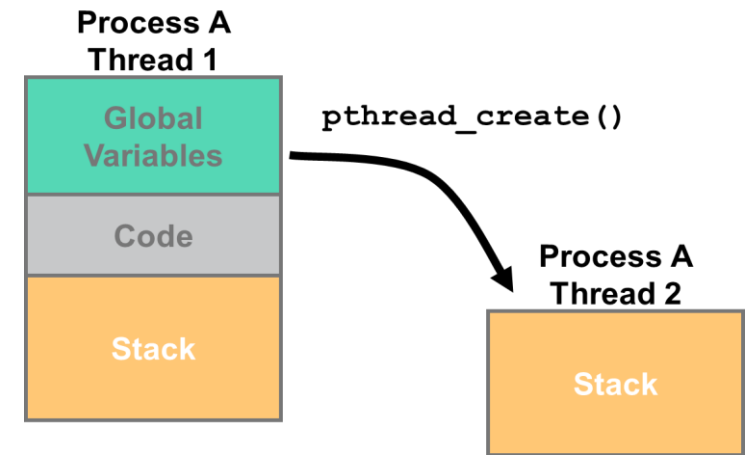 Process A
Thread 1
Global
Variables
pthread_create()
Code
Process A
Thread 2
Stack
Stack